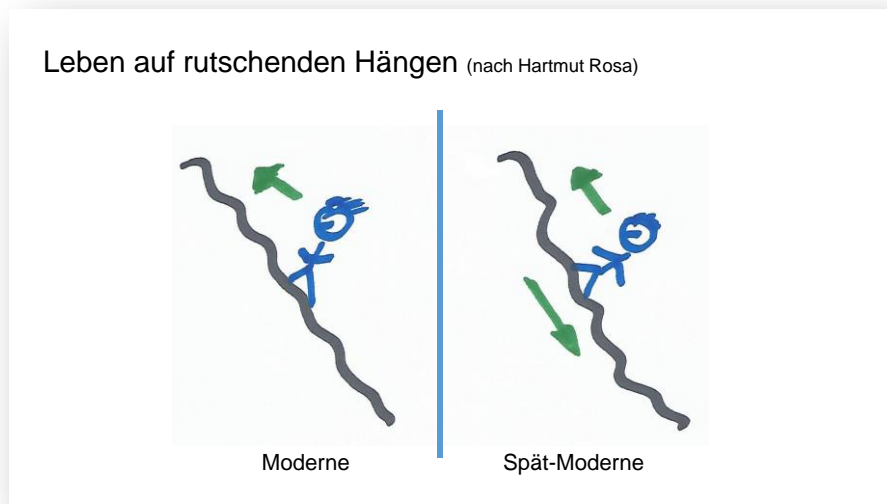 Leben auf rutschenden Hängen (nach Hartmut Rosa)
Moderne
Spät-Moderne